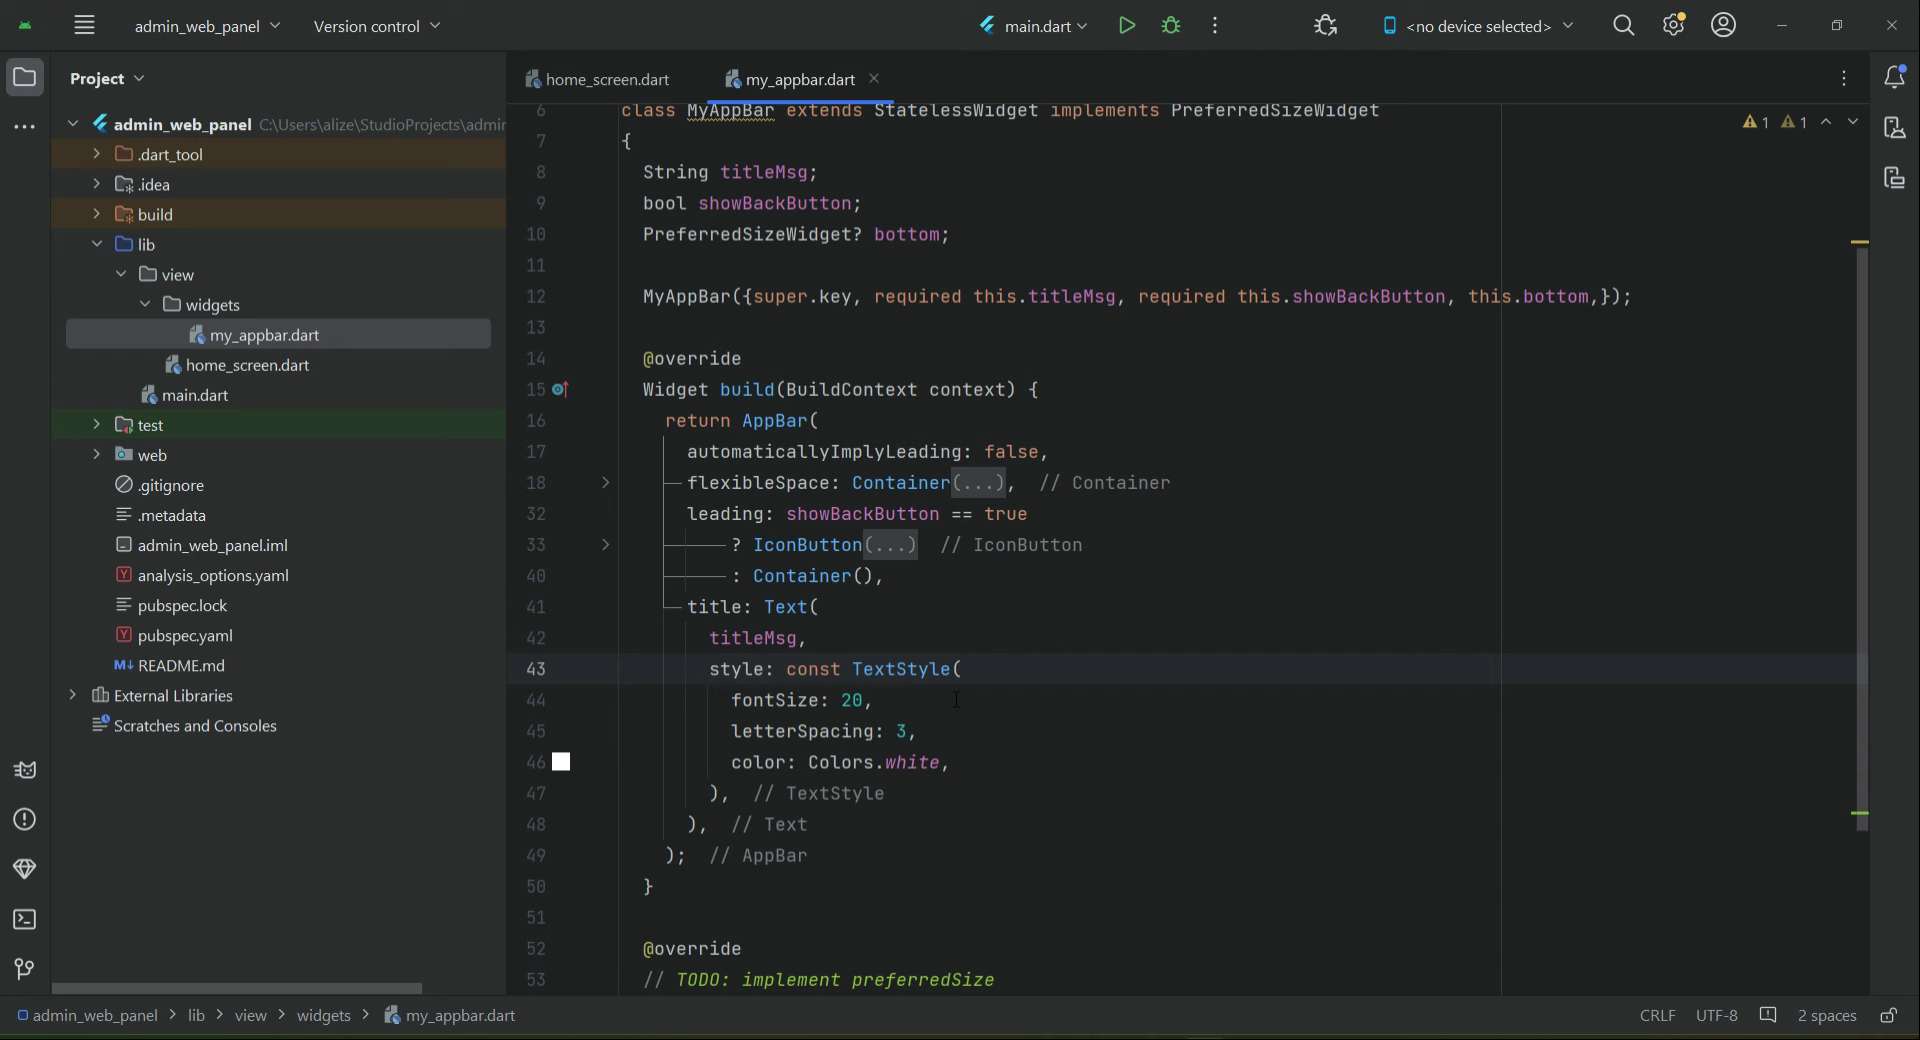 admin_web_panel
Version control
main.dart
<no device selected>
Project
home_screen.dart
my_appbar.dart
admin_web_panel C:\Users\alize\StudioProjects\admin
.dart_tool
.idea
build
lib
view
widgets
my_appbar.dart
home_screen.dart
main.dart
test
web
.gitignore
.metadata
admin_web_panel.iml
analysis_options.yaml
pubspec.lock
pubspec.yaml
M↓ README.md
External Libraries
Scratches and Consoles
1 1
6 class MyAppBar extends StatelessWidget implements PreferredSizeWidget
7 {
8 String titleMsg;
9 bool showBackButton;
10 PreferredSizeWidget? bottom;
11
12 MyAppBar({super.key, required this.titleMsg, required this.showBackButton, this.bottom,});
13
14 @override
15 Widget build(BuildContext context) {
16 return AppBar(
17 automaticallyImplyLeading: false,
18 flexibleSpace: Container(...), // Container
32 leading: showBackButton == true
33 ? IconButton(...) // IconButton
40 : Container(),
41 title: Text(
42 titleMsg,
43 style: const TextStyle(
44 fontSize: 20,
45 letterSpacing: 3,
46 color: Colors.white,
47 ), // TextStyle
48 ), // Text
49 ); // AppBar
50 }
51
52 @override
53 // TODO: implement preferredSize
admin_web_panel > lib > view > widgets > my_appbar.dart
CRLF UTF-8 2 spaces